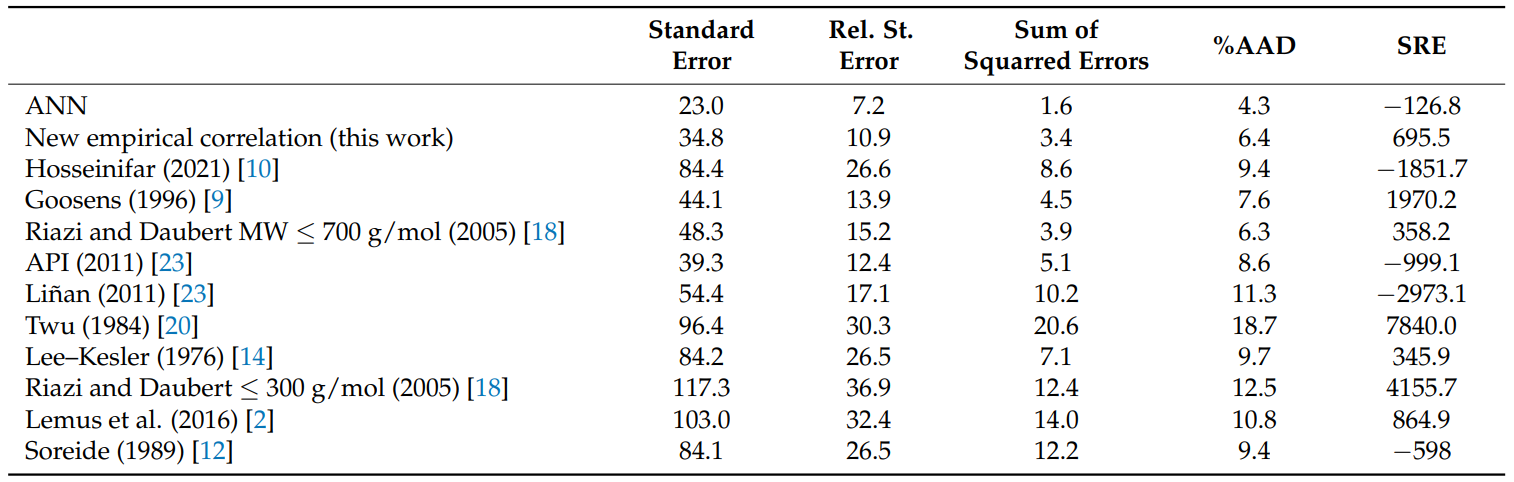 Standard Error Rel. St. Error Sum of Squarred Errors %AAD SRE
ANN 23.0 7.2 1.6 4.3 −126.8
New empirical correlation (this work) 34.8 10.9 3.4 6.4 695.5
Hosseinifar (2021) [10] 84.4 26.6 8.6 9.4 −1851.7
Goosens (1996) [9] 44.1 13.9 4.5 7.6 1970.2
Riazi and Daubert MW ≤ 700 g/mol (2005) [18] 48.3 15.2 3.9 6.3 358.2
API (2011) [23] 39.3 12.4 5.1 8.6 −999.1
Liñan (2011) [23] 54.4 17.1 10.2 11.3 −2973.1
Twu (1984) [20] 96.4 30.3 20.6 18.7 7840.0
Lee–Kesler (1976) [14] 84.2 26.5 7.1 9.7 345.9
Riazi and Daubert ≤ 300 g/mol (2005) [18] 117.3 36.9 12.4 12.5 4155.7
Lemus et al. (2016) [2] 103.0 32.4 14.0 10.8 864.9
Soreide (1989) [12] 84.1 26.5 12.2 9.4 −598